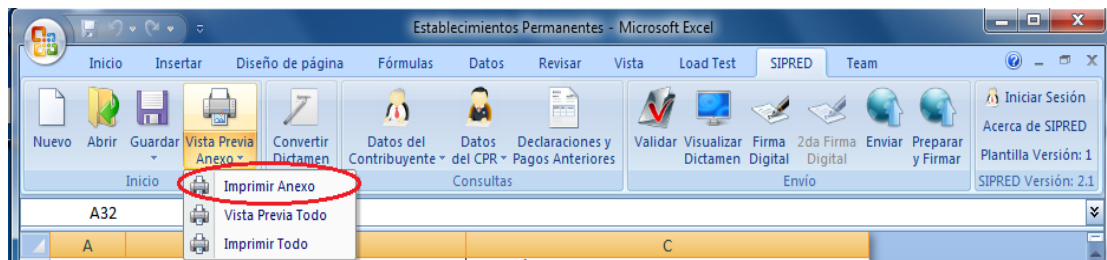 Establecimientos Permanentes - Microsoft Excel
Inicio Insertar Diseño de página Fórmulas Datos Revisar Vista Load Test SIPRED Team
Nuevo Abrir Guardar Vista Previa Anexo Convertir Dictamen Datos del Contribuyente Datos del CPR Declaraciones y Pagos Anteriores Validar Visualizar Dictamen Firma Digital 2da Firma Digital Enviar Preparar y Firmar
Iniciar Sesión
Acerca de SIPRED
Plantilla Versión: 1
Inicio Consultas Envío SIPRED Versión: 2.1
Imprimir Anexo
Vista Previa Todo
Imprimir Todo
A32
A C